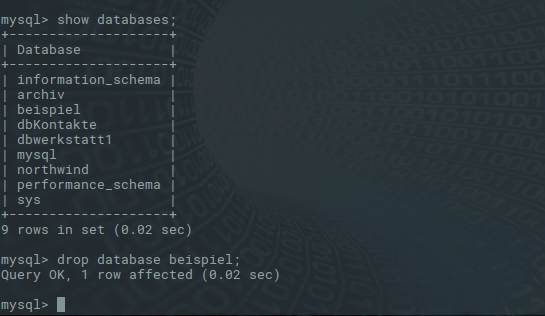 mysql> show databases;
+--------------------+
| Database           |
+--------------------+
| information_schema |
| archiv             |
| beispiel           |
| dbKontakte         |
| dbwerkstatt1       |
| mysql              |
| northwind          |
| performance_schema |
| sys                |
+--------------------+
9 rows in set (0.02 sec)

mysql> drop database beispiel;
Query OK, 1 row affected (0.02 sec)

mysql>